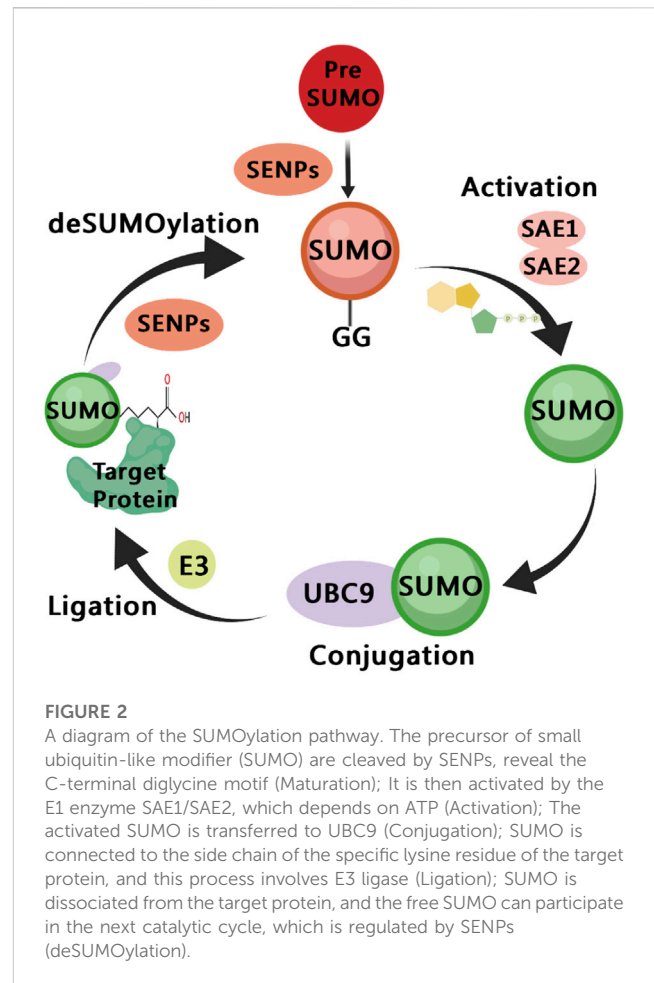 Pre
SUMO
SENPs
Activation
SAE1
SAE2
deSUMOylation
SUMO
GG
P P P
SENPs
SUMO
O
OH
SUMO
Target
Protein
E3
UBC9
SUMO
Ligation
Conjugation
FIGURE 2
A diagram of the SUMOylation pathway. The precursor of small
ubiquitin-like modifier (SUMO) are cleaved by SENPs, reveal the
C-terminal diglycine motif (Maturation); It is then activated by the
E1 enzyme SAE1/SAE2, which depends on ATP (Activation); The
activated SUMO is transferred to UBC9 (Conjugation); SUMO is
connected to the side chain of the specific lysine residue of the target
protein, and this process involves E3 ligase (Ligation); SUMO is
dissociated from the target protein, and the free SUMO can participate
in the next catalytic cycle, which is regulated by SENPs
(deSUMOylation).